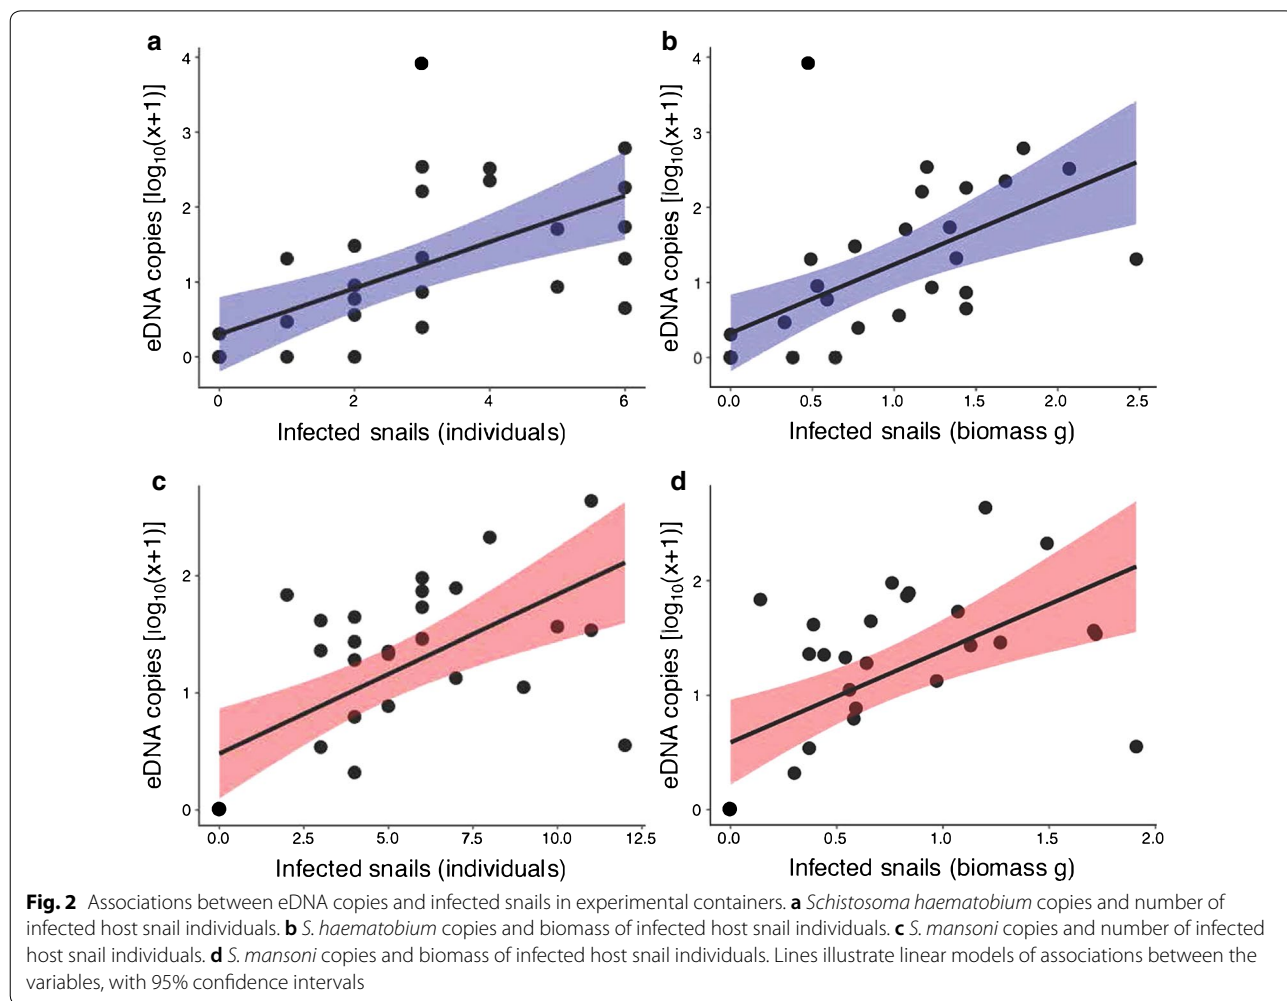 a
b
eDNA copies [log10(x+1)]
4
3
2
1
0
0
2
4
6
Infected snails (individuals)
eDNA copies [log10(x+1)]
4
3
2
1
0
0.0
0.5
1.0
1.5
2.0
2.5
Infected snails (biomass g)
c
d
eDNA copies [log10(x+1)]
2
1
0
0.0
2.5
5.0
7.5
10.0
12.5
Infected snails (individuals)
eDNA copies [log10(x+1)]
2
1
0
0.0
0.5
1.0
1.5
2.0
Infected snails (biomass g)
Fig. 2 Associations between eDNA copies and infected snails in experimental containers. a Schistosoma haematobium copies and number of
infected host snail individuals. b S. haematobium copies and biomass of infected host snail individuals. c S. mansoni copies and number of infected
host snail individuals. d S. mansoni copies and biomass of infected host snail individuals. Lines illustrate linear models of associations between the
variables, with 95% confidence intervals